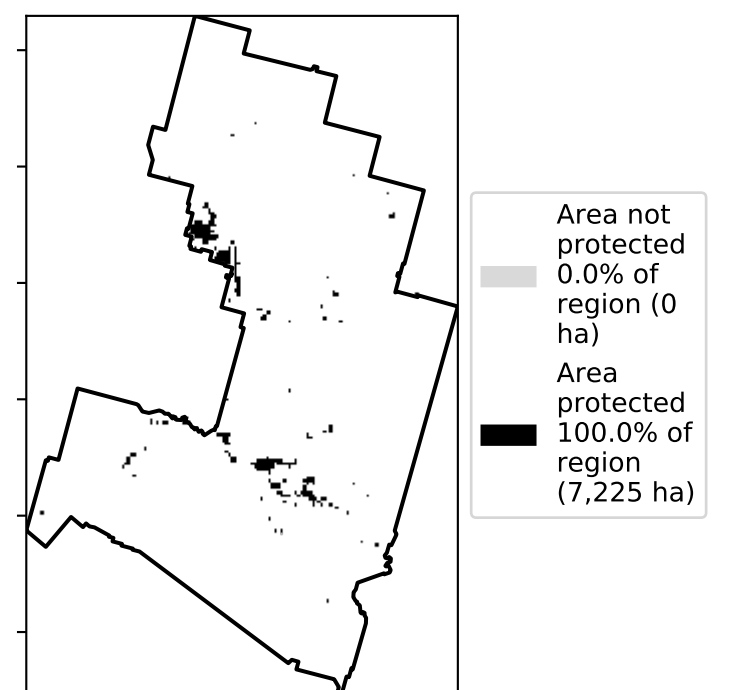 Area not
protected
0.0% of
region (0
ha)
Area
protected
100.0% of
region
(7,225 ha)